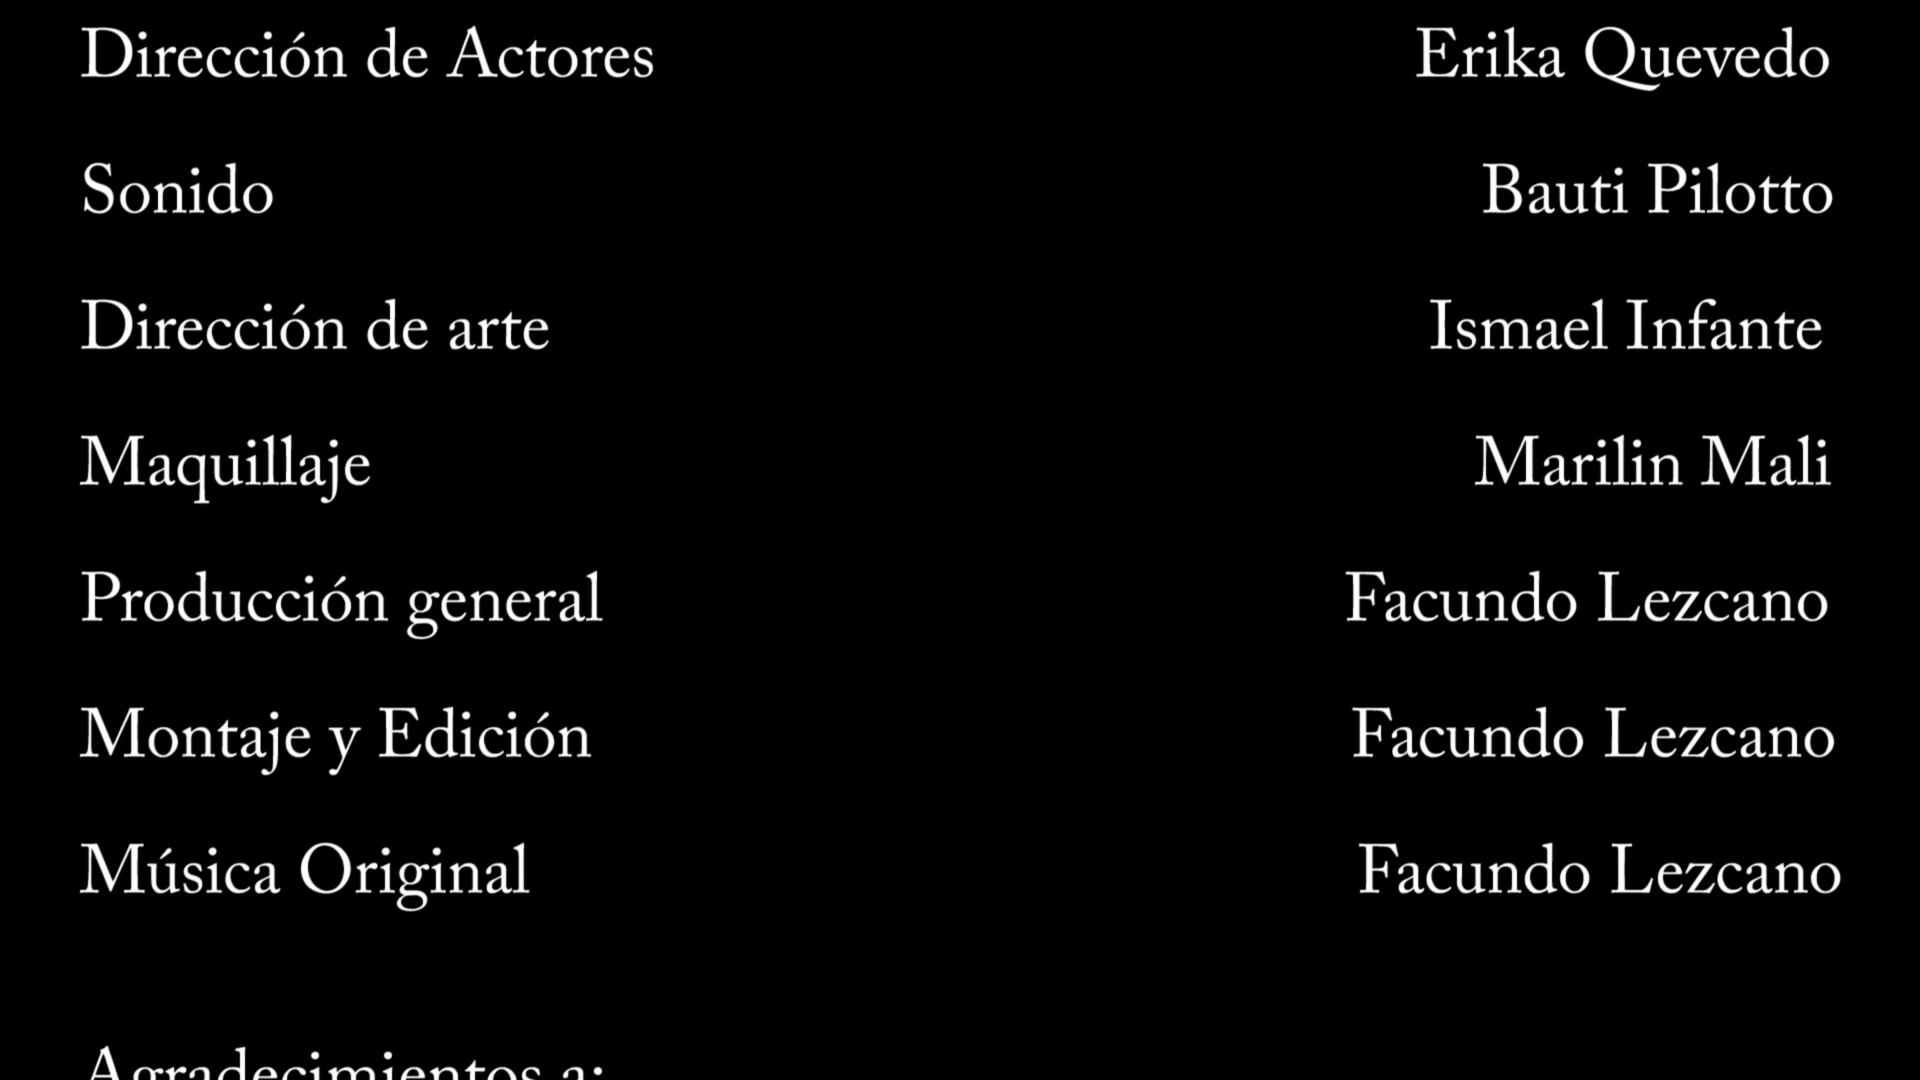 Dirección de Actores Erika Quevedo
Sonido Bauti Pilotto
Dirección de arte Ismael Infante
Maquillaje Marilin Mali
Producción general Facundo Lezcano
Montaje y Edición Facundo Lezcano
Música Original Facundo Lezcano
Agradecimientos a: